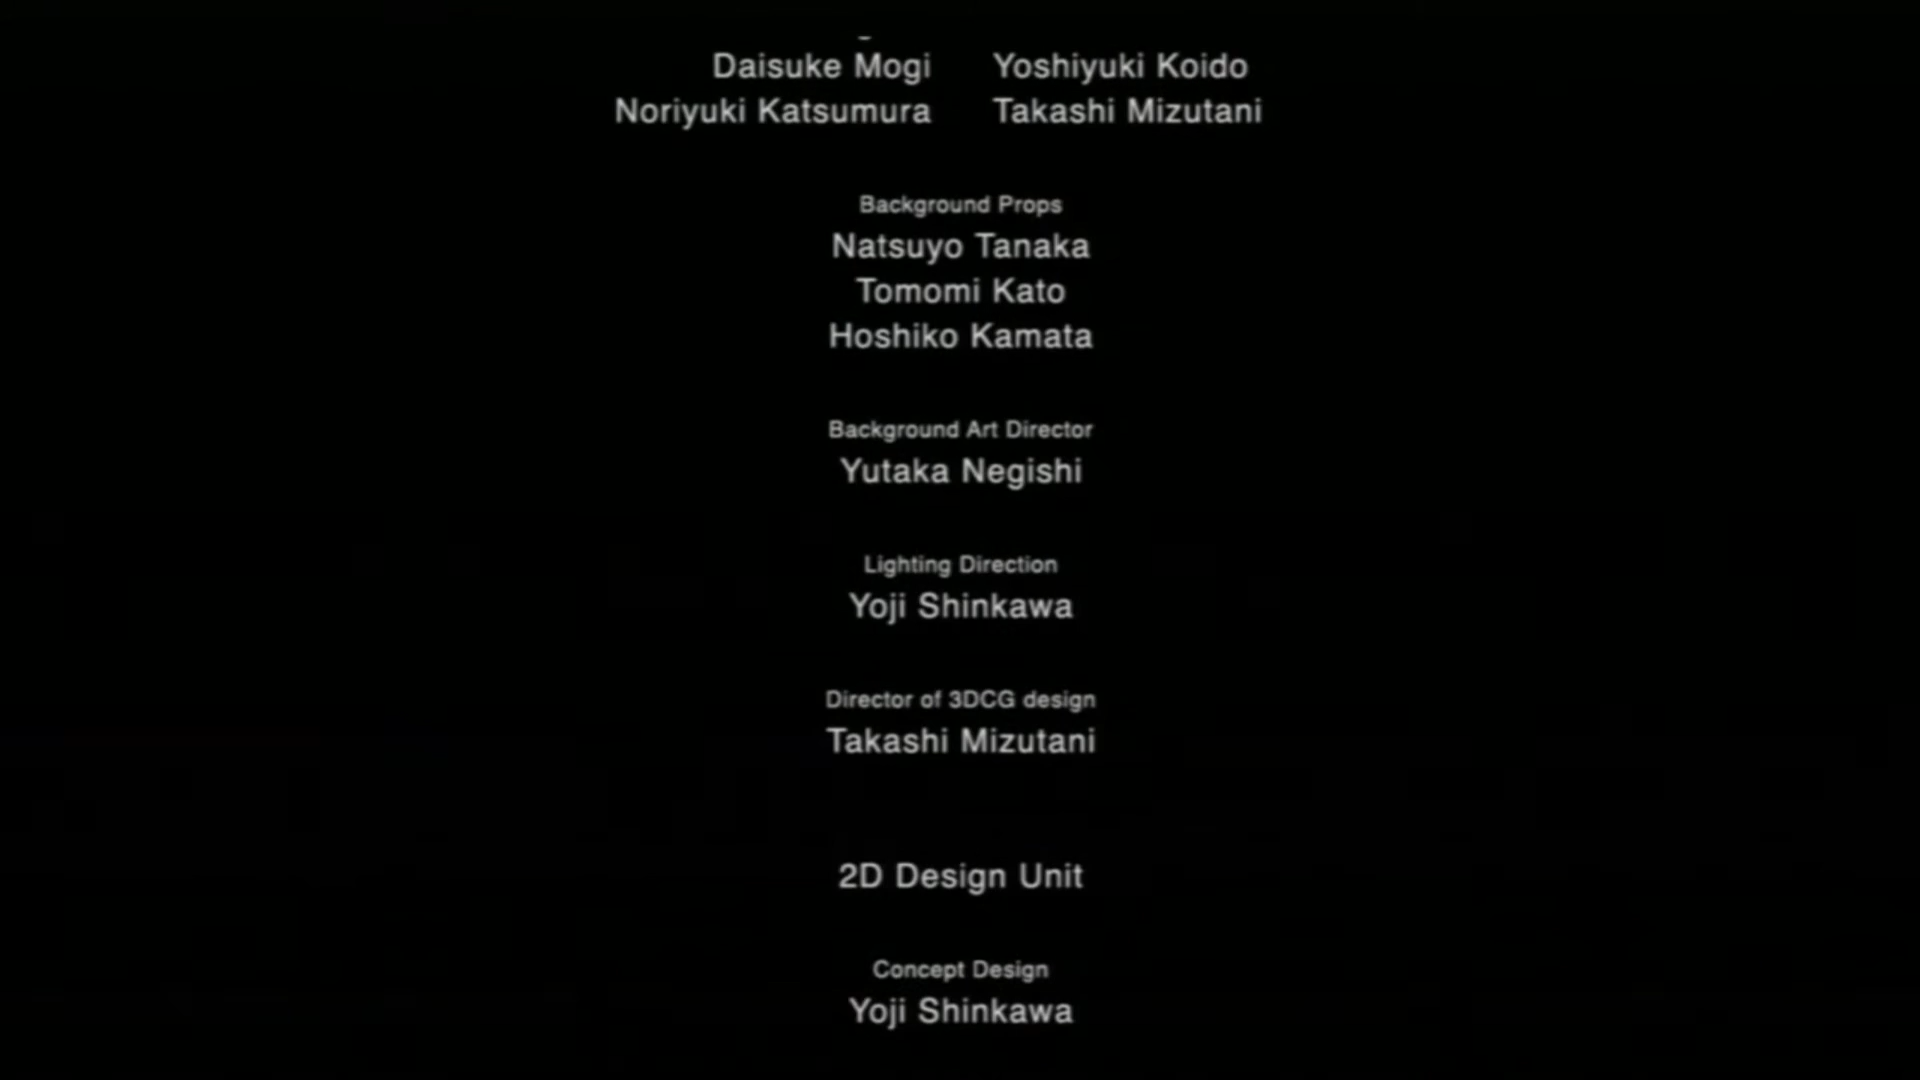 Daisuke Mogi Yoshiyuki Koido
Noriyuki Katsumura Takashi Mizutani
Background Props
Natsuyo Tanaka
Tomomi Kato
Hoshiko Kamata
Background Art Director
Yutaka Negishi
Lighting Direction
Yoji Shinkawa
Director of 3DCG design
Takashi Mizutani
2D Design Unit
Concept Design
Yoji Shinkawa